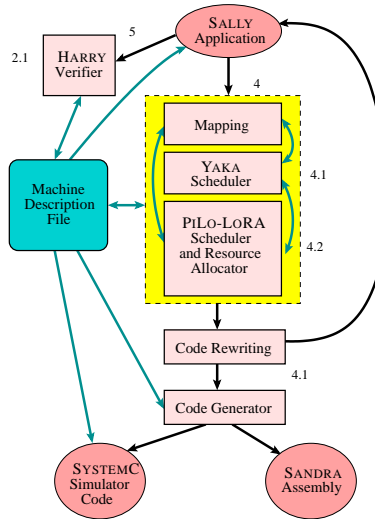 SALLY
Application
5
HARRY
Verifier
2.1
4
Mapping
YAKA
Scheduler
4.1
Machine
Description
File
PILO-LORA
Scheduler
and Resource
Allocator
4.2
Code Rewriting
4.1
Code Generator
SYSTEMC
Simulator
Code
SANDRA
Assembly